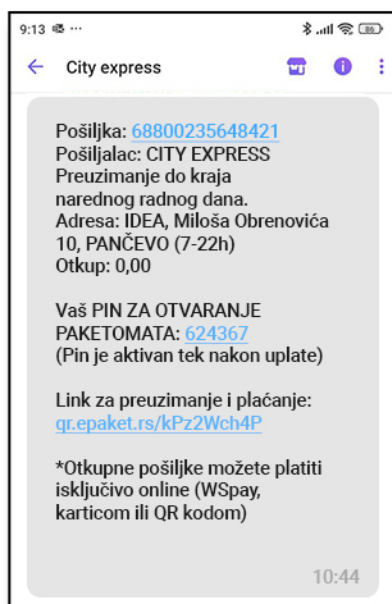 9:13 ...
86
City express
Pošiljka: 68800235648421
Pošiljalac: CITY EXPRESS
Preuzimanje do kraja
narednog radnog dana.
Adresa: IDEA, Miloša Obrenovića
10, PANČEVO (7-22h)
Otkup: 0,00
Vaš PIN ZA OTVARANJE
PAKETOMATA: 624367
(Pin je aktivan tek nakon uplate)
Link za preuzimanje i plaćanje:
qr.epaket.rs/kPz2Wch4P
*Otkupne pošiljke možete platiti
isključivo online (WSpay,
karticom ili QR kodom)
10:44